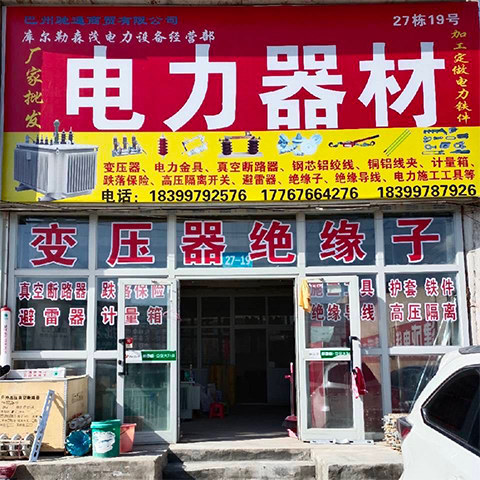 巴州驰通商贸有限公司
27栋19号
库尔勒森茂电力设备经营部
厂家批发
电力器材
加工定做电力铁件
变压器、电力金具、真空断路器、钢芯铝绞线、铜铝线夹、计量箱、
跌落保险、高压隔离开关、避雷器、绝缘子、绝缘导线、电力施工工具等
电话：18399792576 17767664276 18399787926
变压器绝缘子
27-19
真空断路器
跌落保险
避雷器
计量箱
施工工具
护套 铁件
绝缘导线
高压隔离